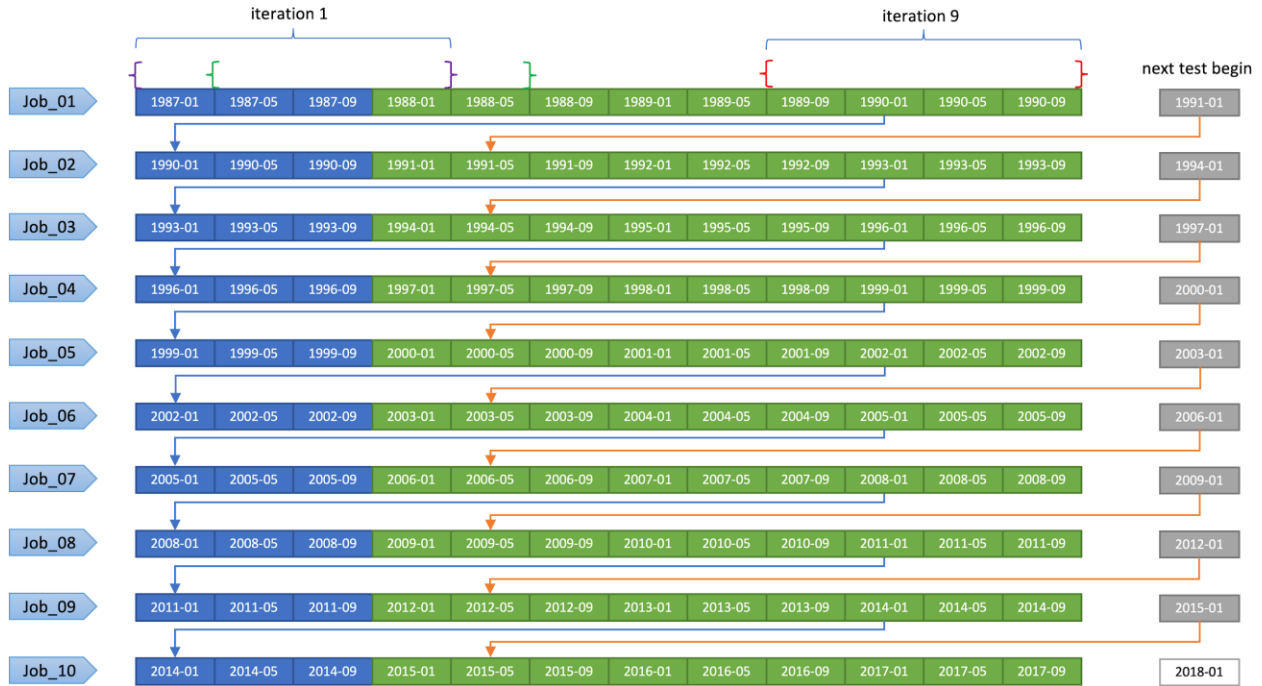 iteration 1 iteration 9
next test begin
Job_01 1987-01 1987-05 1987-09 1988-01 1988-05 1988-09 1989-01 1989-05 1989-09 1990-01 1990-05 1990-09 1991-01
Job_02 1990-01 1990-05 1990-09 1991-01 1991-05 1991-09 1992-01 1992-05 1992-09 1993-01 1993-05 1993-09 1994-01
Job_03 1993-01 1993-05 1993-09 1994-01 1994-05 1994-09 1995-01 1995-05 1995-09 1996-01 1996-05 1996-09 1997-01
Job_04 1996-01 1996-05 1996-09 1997-01 1997-05 1997-09 1998-01 1998-05 1998-09 1999-01 1999-05 1999-09 2000-01
Job_05 1999-01 1999-05 1999-09 2000-01 2000-05 2000-09 2001-01 2001-05 2001-09 2002-01 2002-05 2002-09 2003-01
Job_06 2002-01 2002-05 2002-09 2003-01 2003-05 2003-09 2004-01 2004-05 2004-09 2005-01 2005-05 2005-09 2006-01
Job_07 2005-01 2005-05 2005-09 2006-01 2006-05 2006-09 2007-01 2007-05 2007-09 2008-01 2008-05 2008-09 2009-01
Job_08 2008-01 2008-05 2008-09 2009-01 2009-05 2009-09 2010-01 2010-05 2010-09 2011-01 2011-05 2011-09 2012-01
Job_09 2011-01 2011-05 2011-09 2012-01 2012-05 2012-09 2013-01 2013-05 2013-09 2014-01 2014-05 2014-09 2015-01
Job_10 2014-01 2014-05 2014-09 2015-01 2015-05 2015-09 2016-01 2016-05 2016-09 2017-01 2017-05 2017-09 2018-01